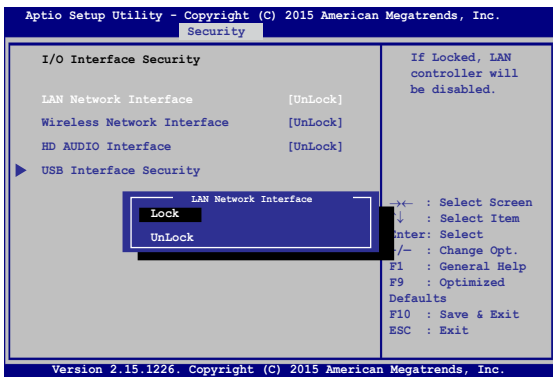 Aptio Setup Utility - Copyright (C) 2015 American Megatrends, Inc.
Security
I/O Interface Security
LAN Network Interface [UnLock]
Wireless Network Interface [UnLock]
HD AUDIO Interface [UnLock]
USB Interface Security
LAN Network Interface
Lock
UnLock
If Locked, LAN
controller will
be disabled.
→← : Select Screen
↑↓ : Select Item
Enter: Select
+/— : Change Opt.
F1 : General Help
F9 : Optimized
Defaults
F10 : Save & Exit
ESC : Exit
Version 2.15.1226. Copyright (C) 2015 American Megatrends, Inc.